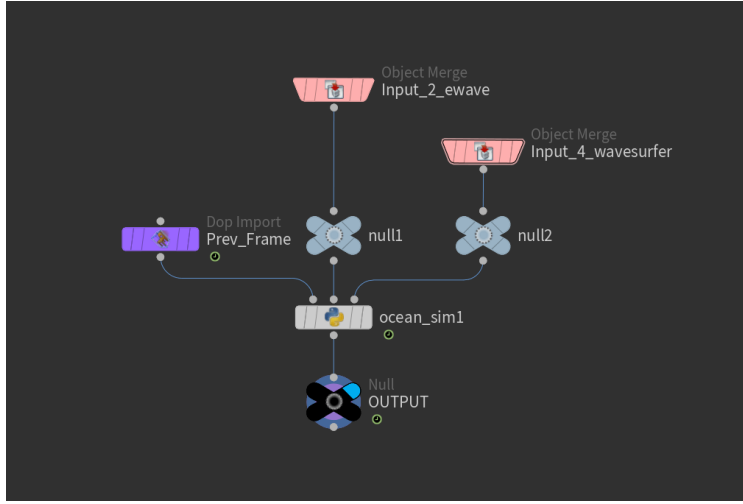 Object Merge
Input_2_ewave
Object Merge
Input_4_wavesurfer
Dop Import
Prev_Frame
null1
null2
ocean_sim1
Null
OUTPUT